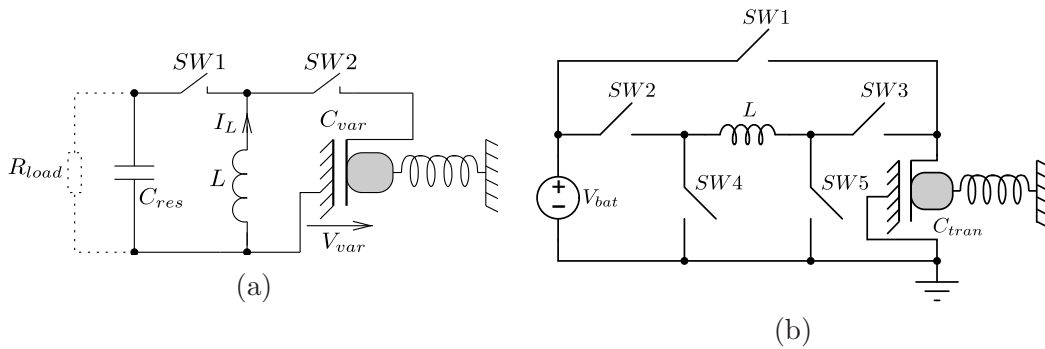 SW1
SW2
I_L
C_var
R_load
L
C_res
V_var
(a)
SW1
SW2
L
SW3
SW4
SW5
V_bat
C_tran
(b)